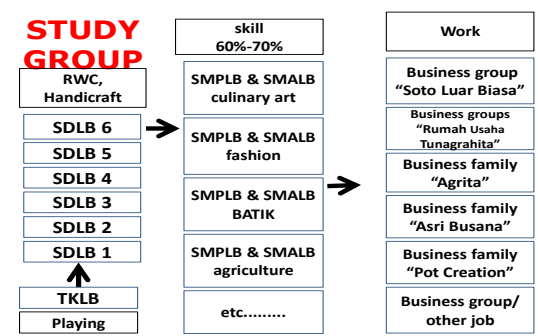 STUDY
GROUP
RWC,
Handicraft
SDLB 6
SDLB 5
SDLB 4
SDLB 3
SDLB 2
SDLB 1
TKLB
Playing
skill
60%-70%
SMPLB & SMALB
culinary art
SMPLB & SMALB
fashion
SMPLB & SMALB
BATIK
SMPLB & SMALB
agriculture
etc.........
Work
Business group
“Soto Luar Biasa”
Business groups
“Rumah Usaha
Tunagrahita”
Business family
“Agrita”
Business family
“Asri Busana”
Business family
“Pot Creation”
Business group/
other job